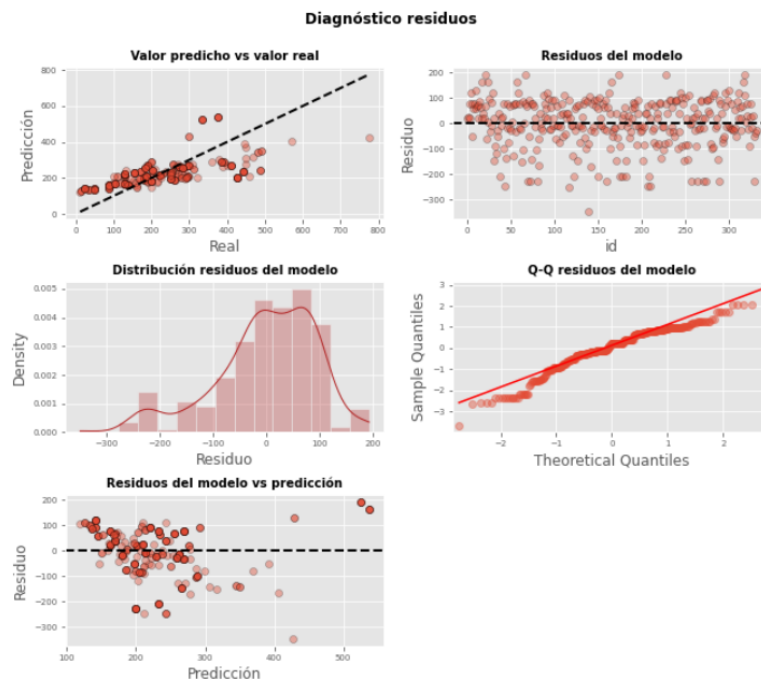 Diagnóstico residuos
Valor predicho vs valor real
Predicción
800
600
400
200
0
0 100 200 300 400 500 600 700 800
Real
Residuos del modelo
Residuo
200
100
0
−100
−200
−300
0 50 100 150 200 250 300
id
Distribución residuos del modelo
Density
0.005
0.004
0.003
0.002
0.001
0.000
−300 −200 −100 0 100 200
Residuo
Q-Q residuos del modelo
Sample Quantiles
3
2
1
0
−1
−2
−3
−2 −1 0 1 2
Theoretical Quantiles
Residuos del modelo vs predicción
Residuo
200
100
0
−100
−200
−300
100 200 300 400 500
Predicción